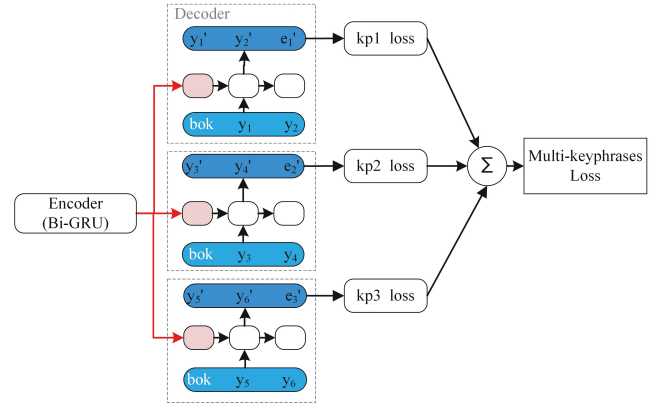 Decoder
y₁' y₂' e₁'
kp1 loss
bok y₁ y₂
y₃' y₄' e₂'
kp2 loss
Σ
Multi-keyphrases
Loss
Encoder
(Bi-GRU)
bok y₃ y₄
y₅' y₆' e₃'
kp3 loss
bok y₅ y₆